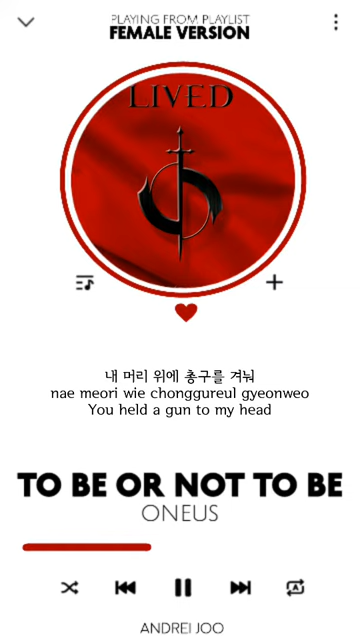 PLAYING FROM PLAYLIST
FEMALE VERSION
LIVED
내 머리 위에 총구를 겨눠
nae meori wie chonggureul gyeonweo
You held a gun to my head
TO BE OR NOT TO BE
ONEUS
A
ANDREI JOO